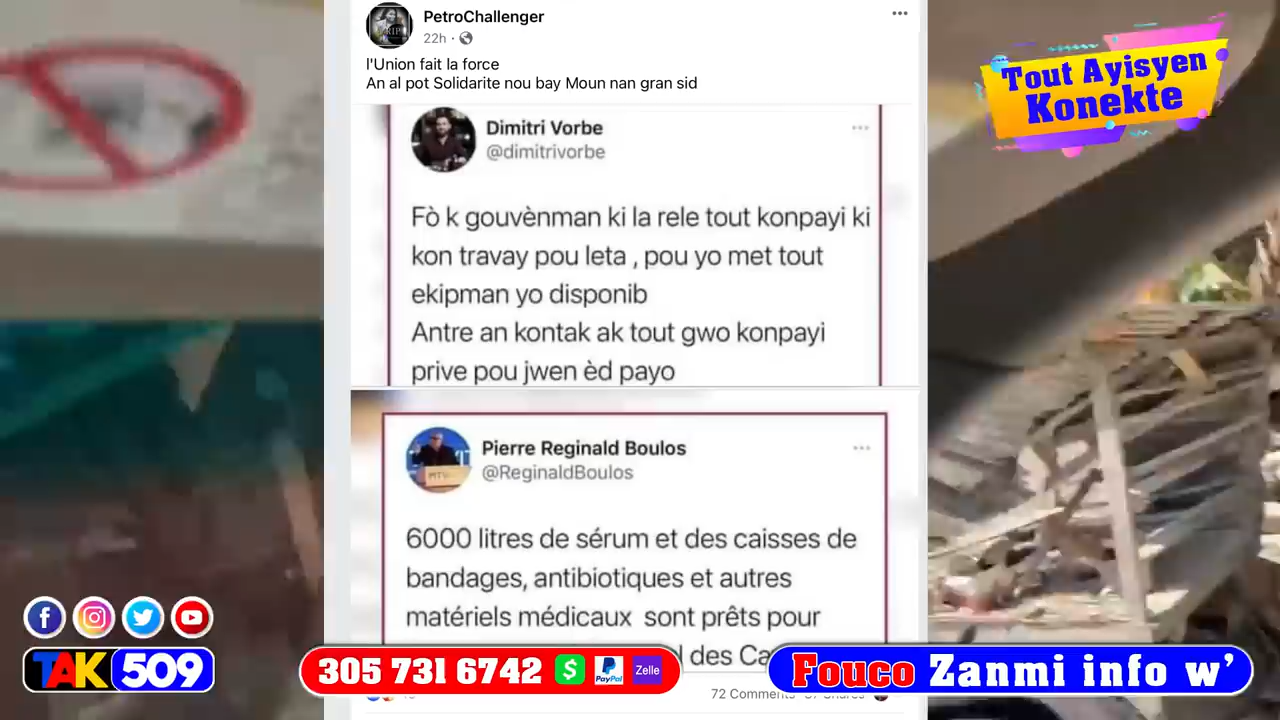 PetroChallenger
22h
l'Union fait la force
An al pot Solidarite nou bay Moun nan gran sid
Tout Ayisyen
Konekte
Dimitri Vorbe
@dimitrivorbe
Fò k gouvènman ki la rele tout konpayi ki
kon travay pou leta , pou yo met tout
ekipman yo disponib
Antre an kontak ak tout gwo konpayi
prive pou jwen èd payo
Pierre Reginald Boulos
@ReginaldBoulos
6000 litres de sérum et des caisses de
bandages, antibiotiques et autres
matériels médicaux sont prêts pour
des
72 Comments
TAK 509
305 731 6742
PayPal
Zelle
Fouco Zanmi info w'